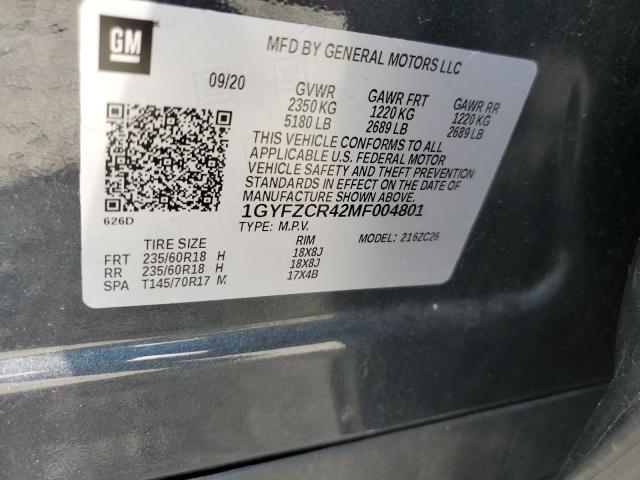 GM
MFD BY GENERAL MOTORS LLC
09/20
GVWR
2350 KG
5180 LB
GAWR FRT
1220 KG
2689 LB
GAWR RR
1220 KG
2689 LB
THIS VEHICLE CONFORMS TO ALL
APPLICABLE U.S. FEDERAL MOTOR
VEHICLE SAFETY AND THEFT PREVENTION
STANDARDS IN EFFECT ON THE DATE OF
MANUFACTURE SHOWN ABOVE.
1GYFZCR42MF004801
626D
TYPE: M.P.V.
MODEL: 216ZC26
TIRE SIZE RIM
FRT 235/60R18 H 18X8J
RR 235/60R18 H 18X8J
SPA T145/70R17 M 17X4B